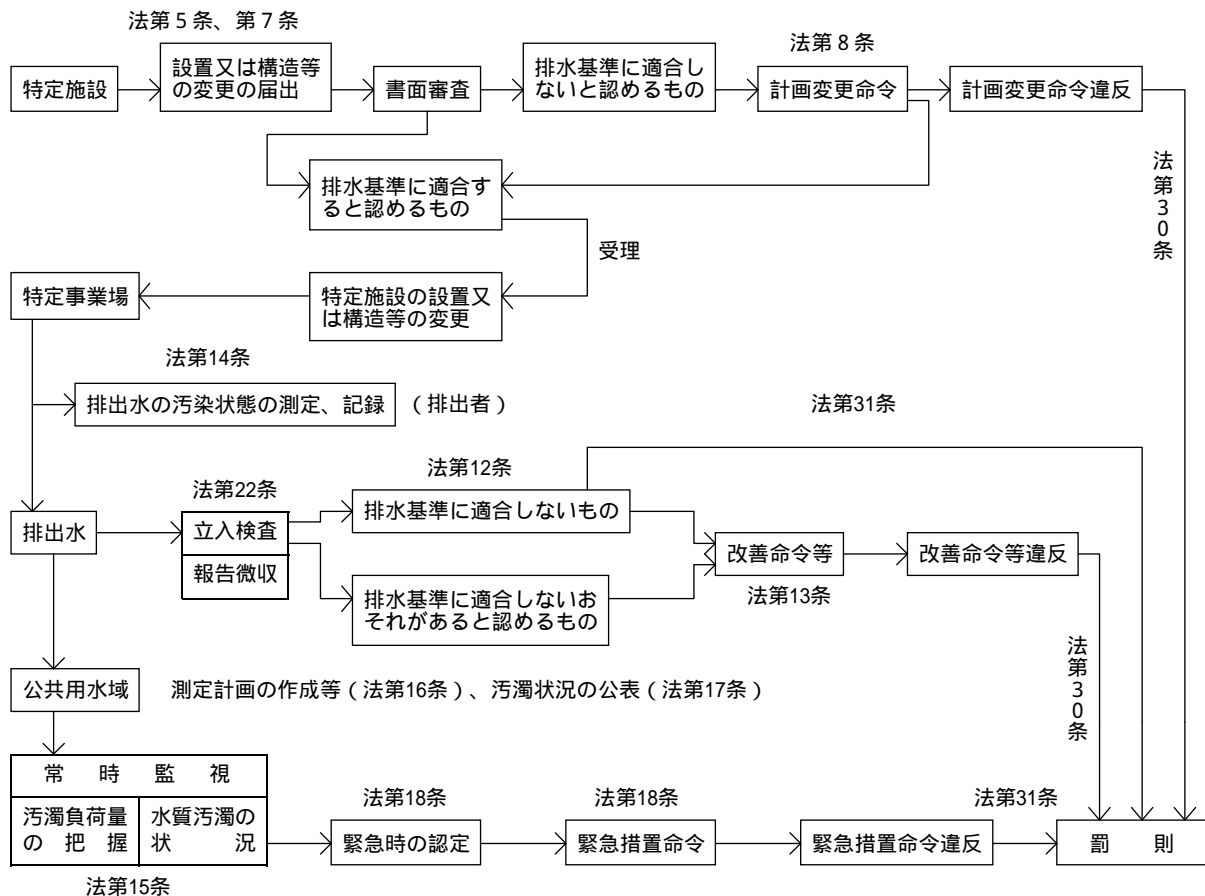 法第５条、第７条
法第８条
特定施設
設置又は構造等
の変更の届出
書面審査
排水基準に適合し
ないと認めるもの
計画変更命令
計画変更命令違反
法第３０条
排水基準に適合す
ると認めるもの
受理
特定事業場
特定施設の設置又
は構造等の変更
法第14条
排出水の汚染状態の測定、記録
（排出者）
法第31条
法第12条
法第22条
排出水
立入検査
報告微収
排水基準に適合しないもの
排水基準に適合しないお
それがあると認めるもの
改善命令等
法第13条
改善命令等違反
法第３０条
公共用水域
測定計画の作成等（法第16条）、汚濁状況の公表（法第17条）
常時監視
汚濁負荷量
の把握
水質汚濁の
状況
法第15条
法第18条
緊急時の認定
法第18条
緊急措置命令
緊急措置命令違反
法第31条
罰則